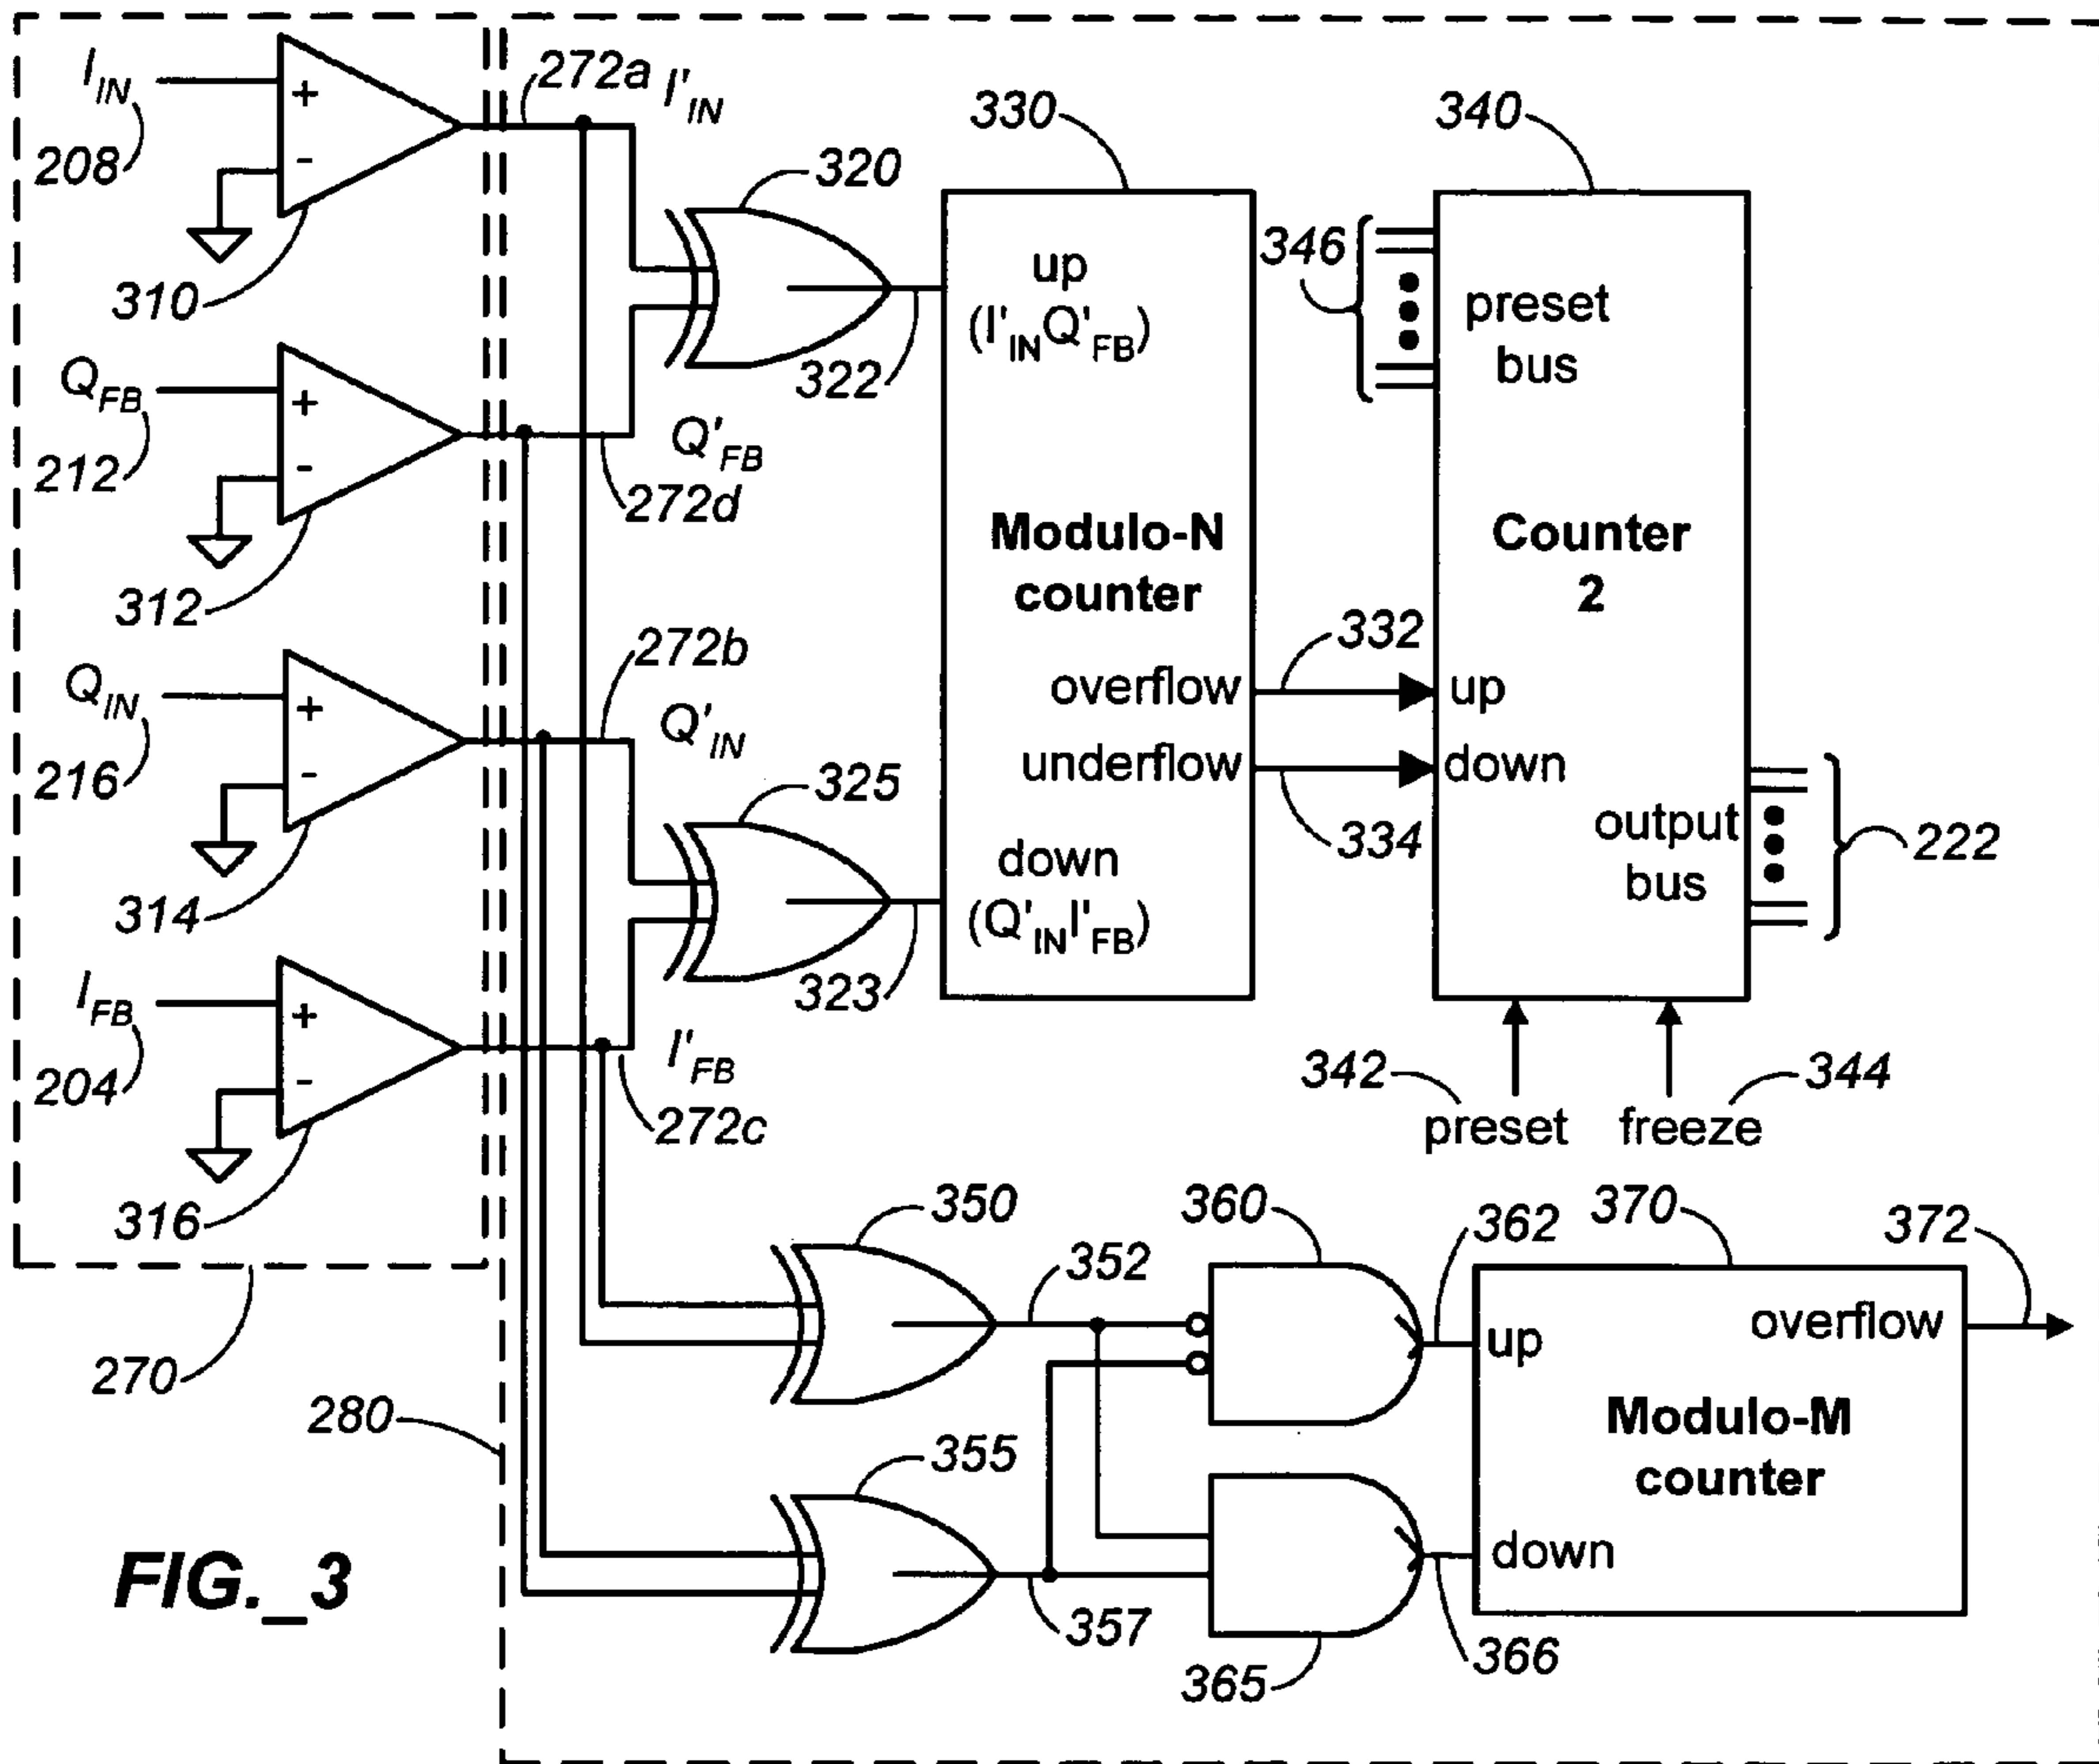 I_IN
208
+
-
310
272a
I'_IN
320
322
Q_FB
212
+
-
312
Q'_FB
272d
Q_IN
216
+
-
314
272b
Q'_IN
325
323
I_FB
204
+
-
316
I'_FB
272c
270
280
330
up
(I'_IN Q'_FB)
Modulo-N
counter
overflow
underflow
down
(Q'_IN I'_FB)
332
334
340
346
preset
bus
Counter
2
up
down
output
bus
222
342
preset
344
freeze
350
352
355
357
360
362
365
366
370
372
up
overflow
Modulo-M
counter
down
FIG._3